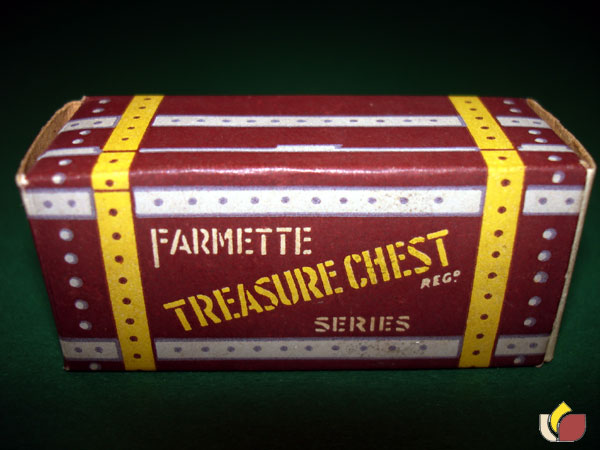 FARMETTE
TREASURE CHEST
REGD.
SERIES